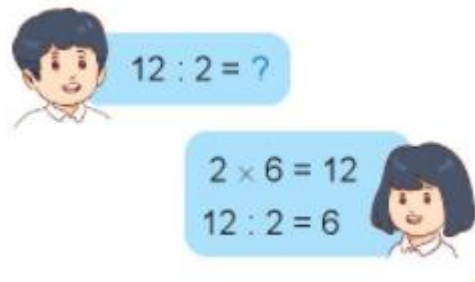 12 : 2 = ?
2 × 6 = 12
12 : 2 = 6